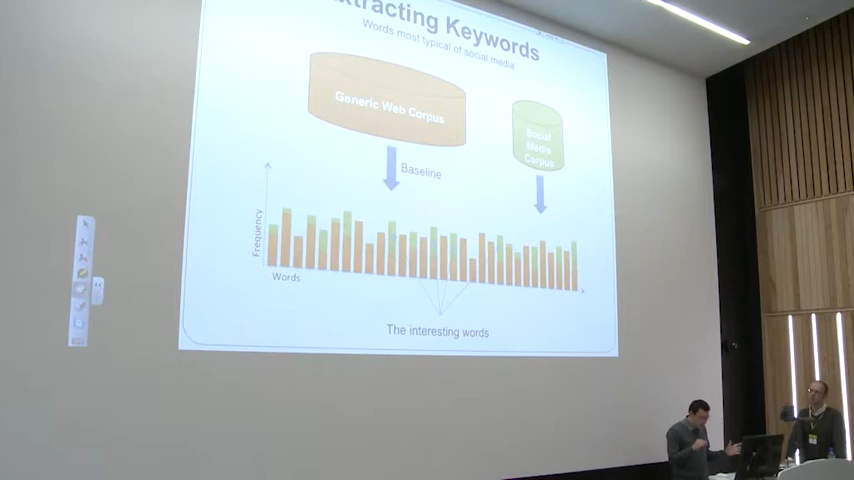 Extracting Keywords
Words most typical of social media
Generic Web Corpus
Social
Media
Corpus
Baseline
Frequency
Words
The interesting words